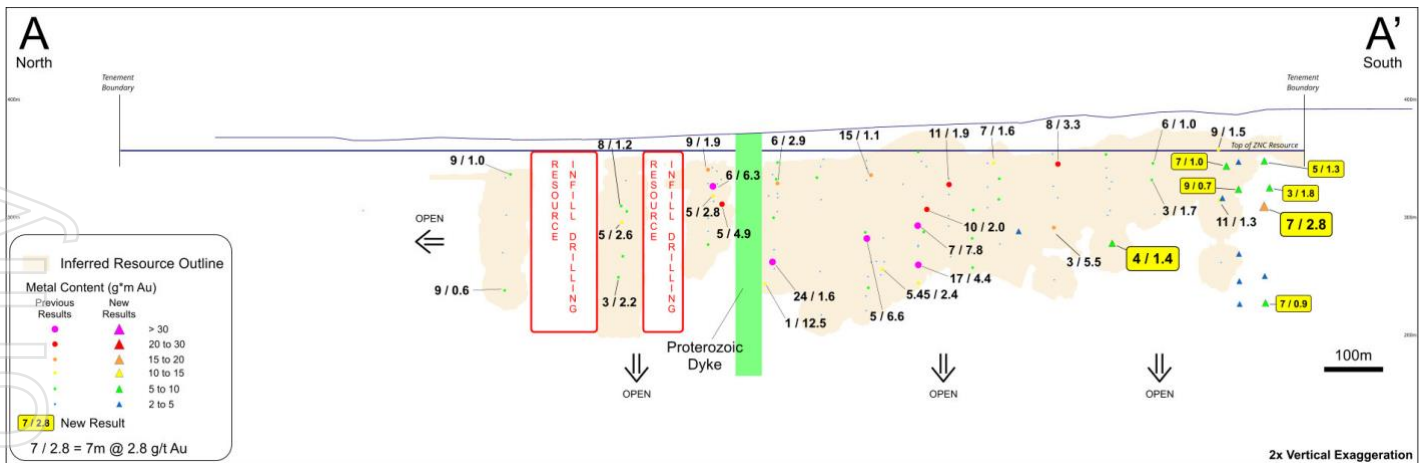 A
North
A'
South
Tenement
Boundary
Tenement
Boundary
400m
400m
8 / 1.2
9 / 1.9
6 / 2.9
15 / 1.1
11 / 1.9
7 / 1.6
8 / 3.3
6 / 1.0
9 / 1.5
Top of ZNC Resource
9 / 1.0
RESOURCE
INFILL DRILLING
RESOURCE
INFILL DRILLING
6 / 6.3
7 / 1.0
5 / 1.3
9 / 0.7
3 / 1.8
300m
300m
OPEN
5 / 2.8
5 / 2.6
5 / 4.9
10 / 2.0
3 / 1.7
11 / 1.3
7 / 2.8
7 / 7.8
3 / 5.5
4 / 1.4
9 / 0.6
3 / 2.2
24 / 1.6
17 / 4.4
5.45 / 2.4
5 / 6.6
1 / 12.5
7 / 0.9
200m
200m
Proterozoic
Dyke
OPEN
OPEN
OPEN
100m
Inferred Resource Outline
Metal Content (g*m Au)
Previous
Results
New
Results
> 30
20 to 30
15 to 20
10 to 15
5 to 10
2 to 5
7 / 2.8 New Result
7 / 2.8 = 7m @ 2.8 g/t Au
2x Vertical Exaggeration